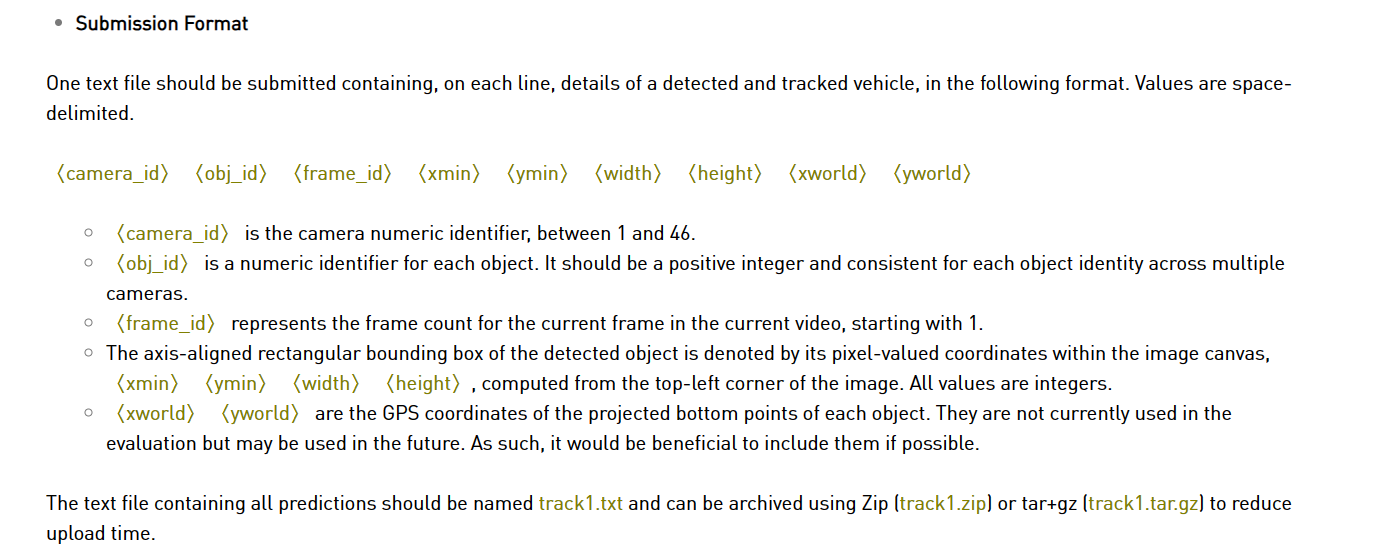 Submission Format
One text file should be submitted containing, on each line, details of a detected and tracked vehicle, in the following format. Values are space-
delimited.
〈camera_id〉 〈obj_id〉 〈frame_id〉 〈xmin〉 〈ymin〉 〈width〉 〈height〉 〈xworld〉 〈yworld〉
〈camera_id〉 is the camera numeric identifier, between 1 and 46.
〈obj_id〉 is a numeric identifier for each object. It should be a positive integer and consistent for each object identity across multiple
cameras.
〈frame_id〉 represents the frame count for the current frame in the current video, starting with 1.
The axis-aligned rectangular bounding box of the detected object is denoted by its pixel-valued coordinates within the image canvas,
〈xmin〉 〈ymin〉 〈width〉 〈height〉 , computed from the top-left corner of the image. All values are integers.
〈xworld〉 〈yworld〉 are the GPS coordinates of the projected bottom points of each object. They are not currently used in the
evaluation but may be used in the future. As such, it would be beneficial to include them if possible.
The text file containing all predictions should be named track1.txt and can be archived using Zip (track1.zip) or tar+gz (track1.tar.gz) to reduce
upload time.